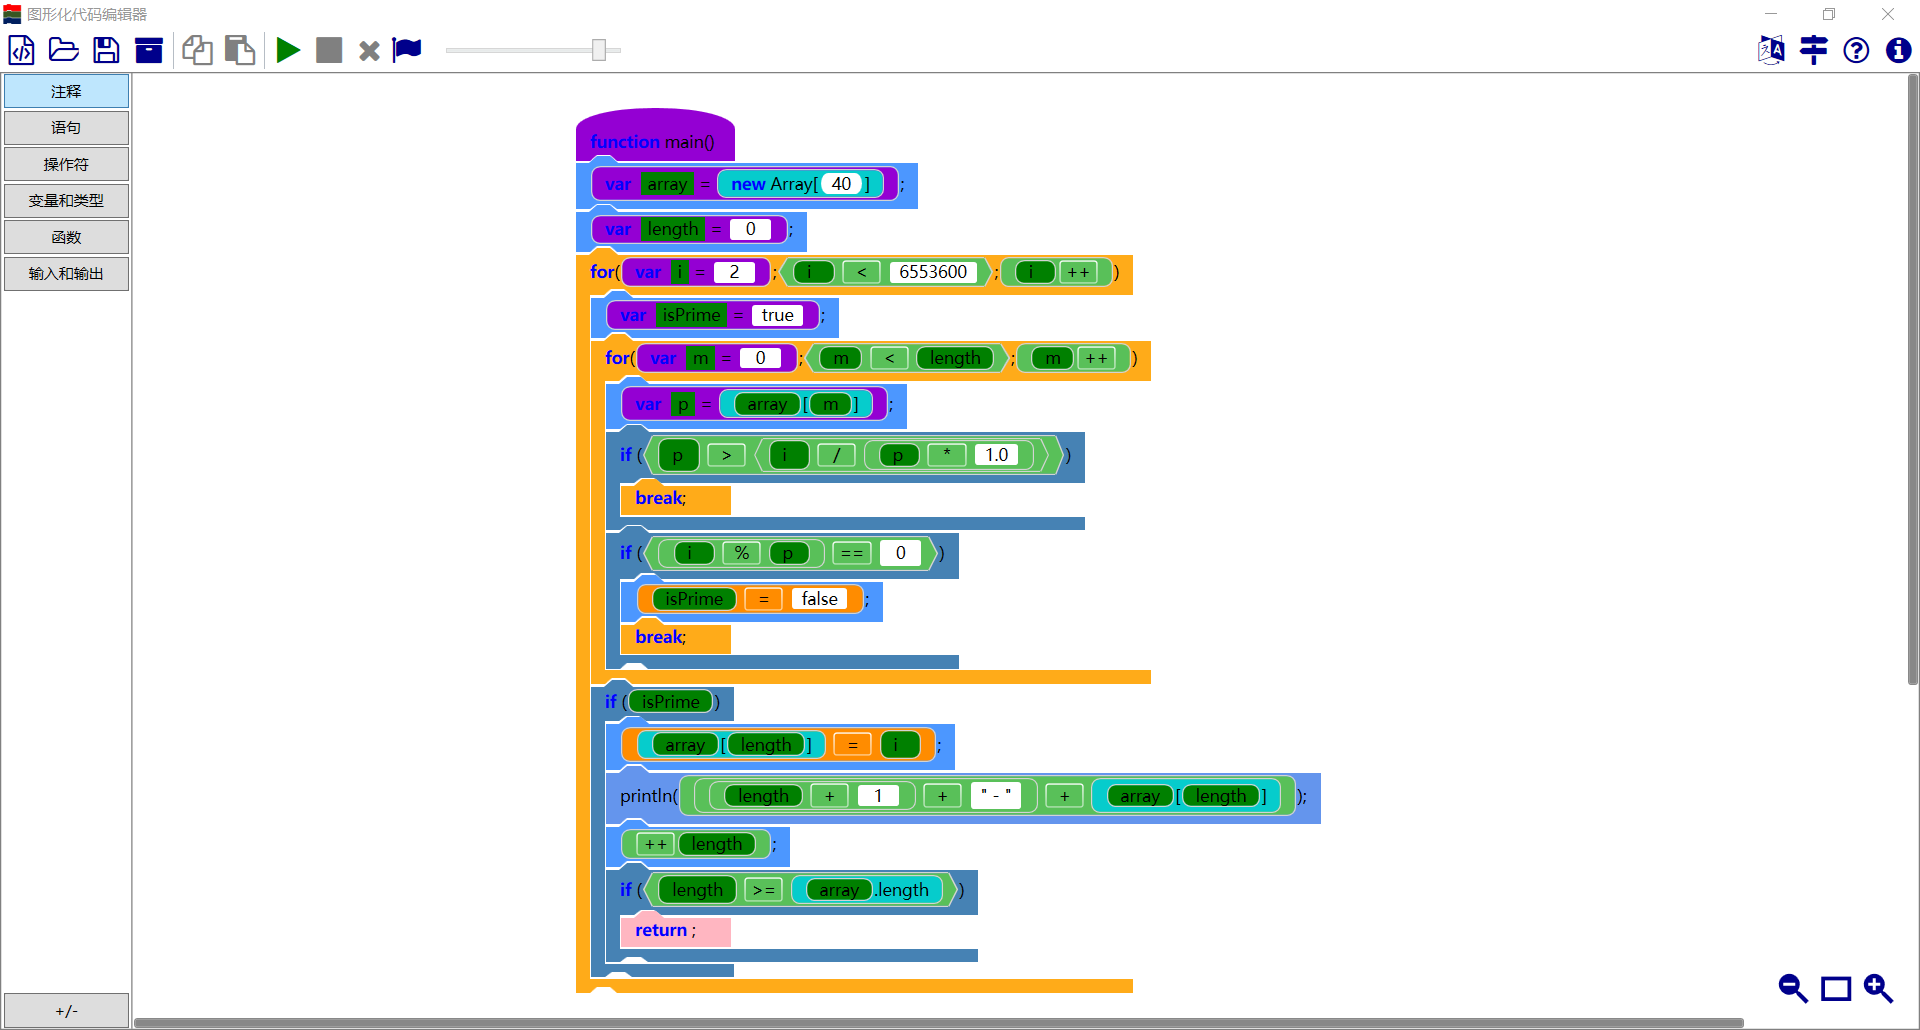 图形化代码编辑器
注释
语句
操作符
变量和类型
函数
输入和输出
+/-
function main()
var array = new Array[ 40 ] ;
var length = 0 ;
for( var i = 2 ; i < 6553600 ; i ++ )
var isPrime = true ;
for( var m = 0 ; m < length ; m ++ )
var p = array [ m ] ;
if ( p > i / p * 1.0 )
break;
if ( i % p == 0 )
isPrime = false ;
break;
if ( isPrime )
array [ length ] = i ;
println( length + 1 + " - " + array [ length ] );
++ length ;
if ( length >= array .length )
return ;